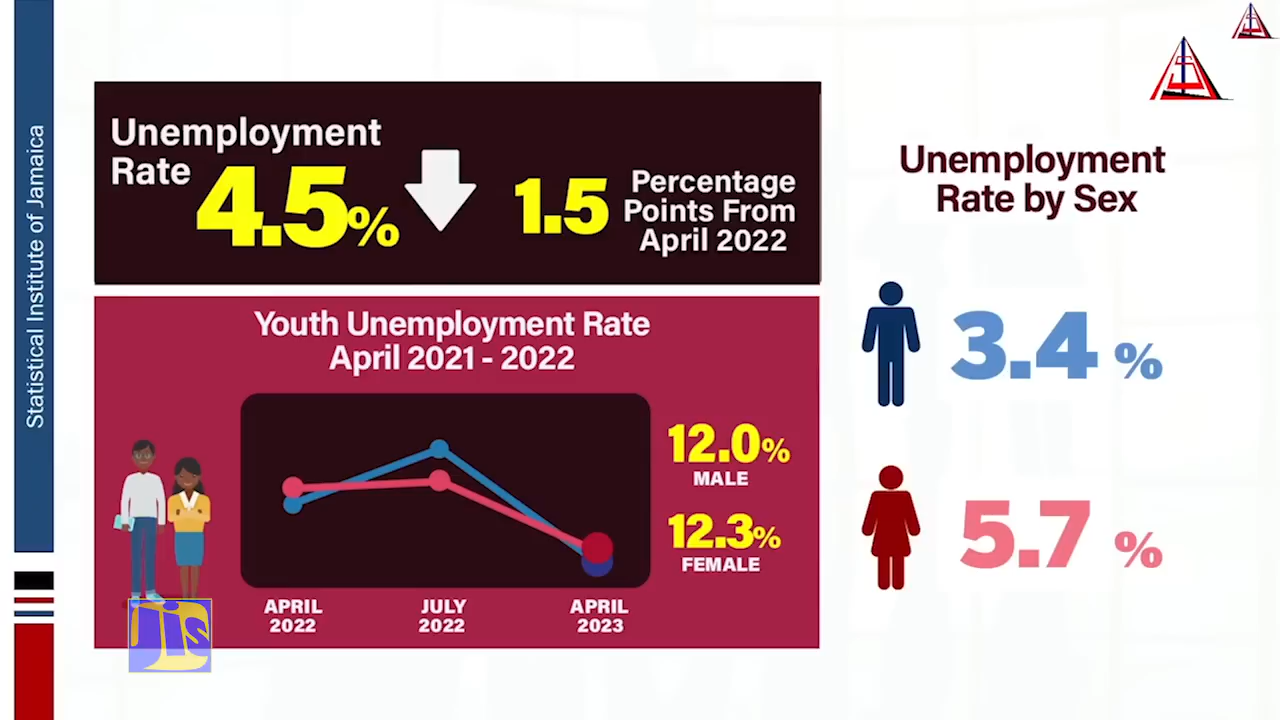 Statistical Institute of Jamaica
Unemployment
Rate 4.5%
1.5
Percentage
Points From
April 2022
Youth Unemployment Rate
April 2021 - 2022
12.0%
MALE
12.3%
FEMALE
APRIL
2022
JULY
2022
APRIL
2023
jis
Unemployment
Rate by Sex
3.4 %
5.7 %